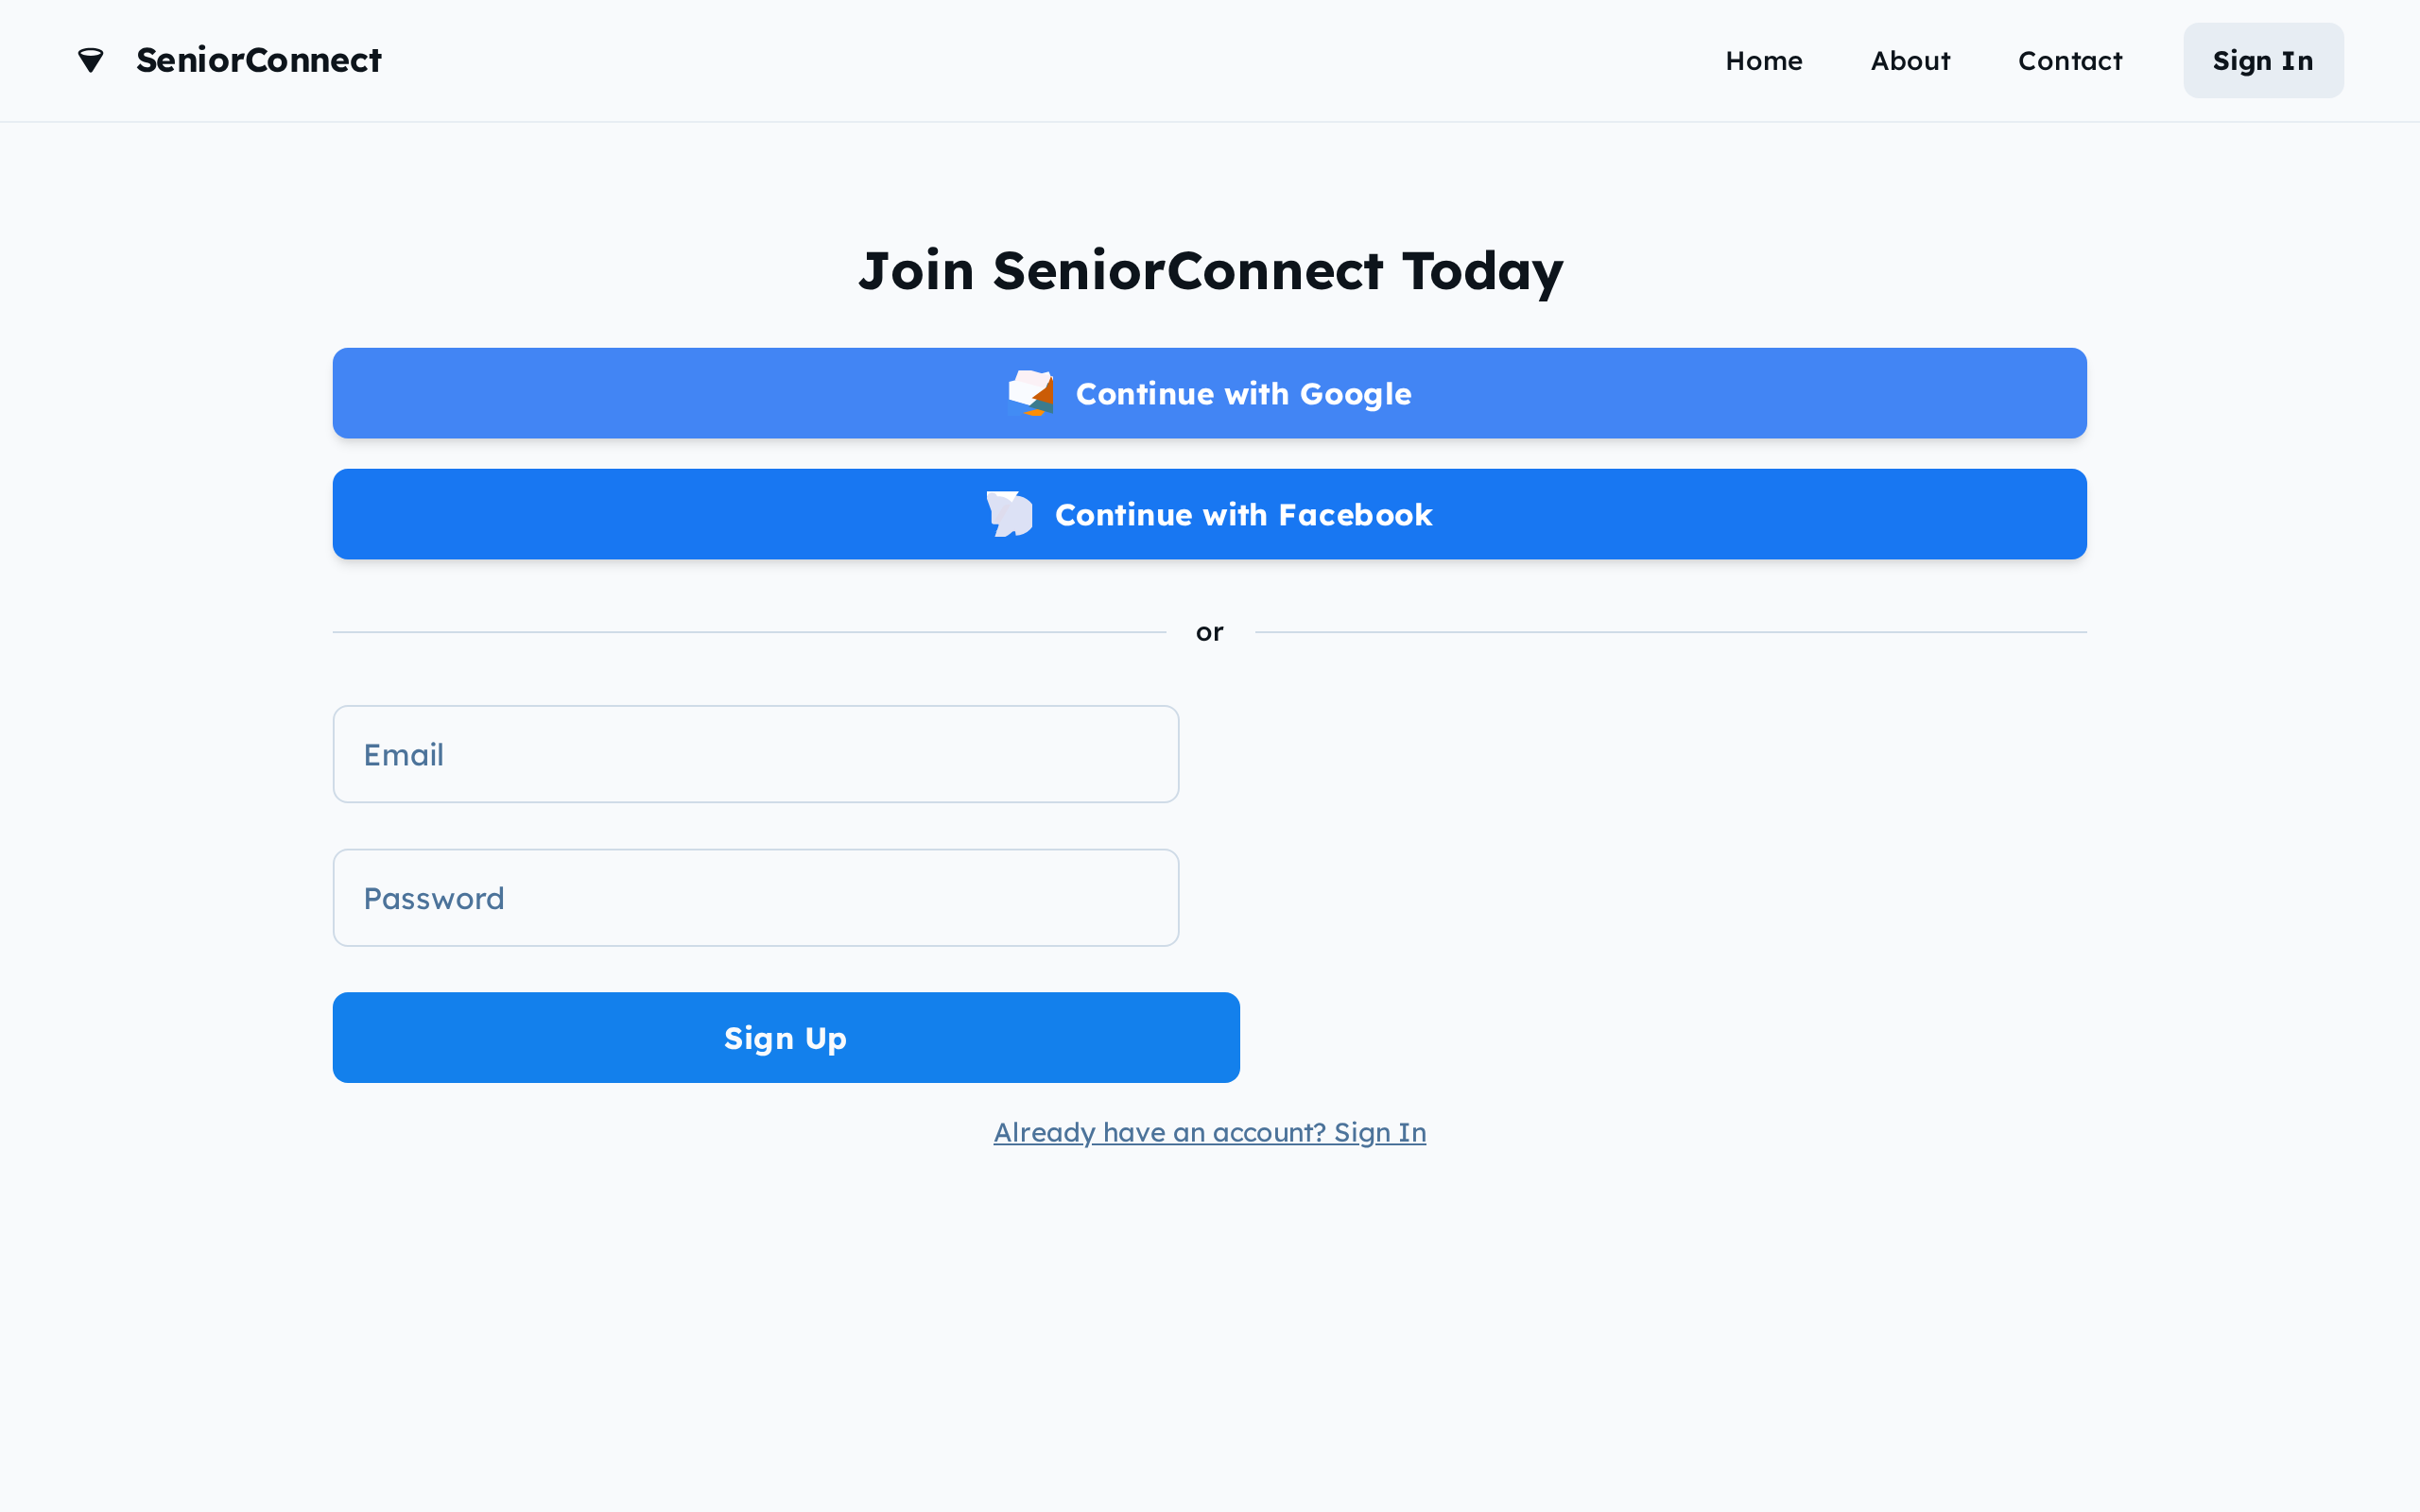 SeniorConnect
Home
About
Contact
Sign In
Join SeniorConnect Today
Continue with Google
Continue with Facebook
or
Email
Password
Sign Up
Already have an account? Sign In